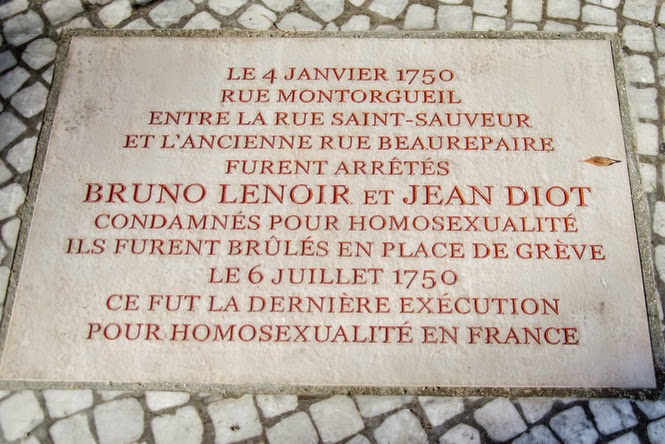 LE 4 JANVIER 1750
RUE MONTORGUEIL
ENTRE LA RUE SAINT-SAUVEUR
ET L'ANCIENNE RUE BEAUREPAIRE
FURENT ARRÊTÉS
BRUNO LENOIR ET JEAN DIOT
CONDAMNÉS POUR HOMOSEXUALITÉ
ILS FURENT BRÛLÉS EN PLACE DE GRÈVE
LE 6 JUILLET 1750
CE FUT LA DERNIÈRE EXÉCUTION
POUR HOMOSEXUALITÉ EN FRANCE